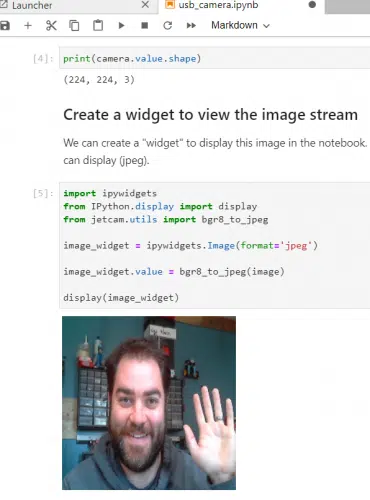 Launcher
usb_camera.ipynb
Markdown
[4]: print(camera.value.shape)
(224, 224, 3)
Create a widget to view the image stream
We can create a "widget" to display this image in the notebook.
can display (jpeg).
[5]: import ipywidgets
from IPython.display import display
from jetcam.utils import bgr8_to_jpeg
image_widget = ipywidgets.Image(format='jpeg')
image_widget.value = bgr8_to_jpeg(image)
display(image_widget)